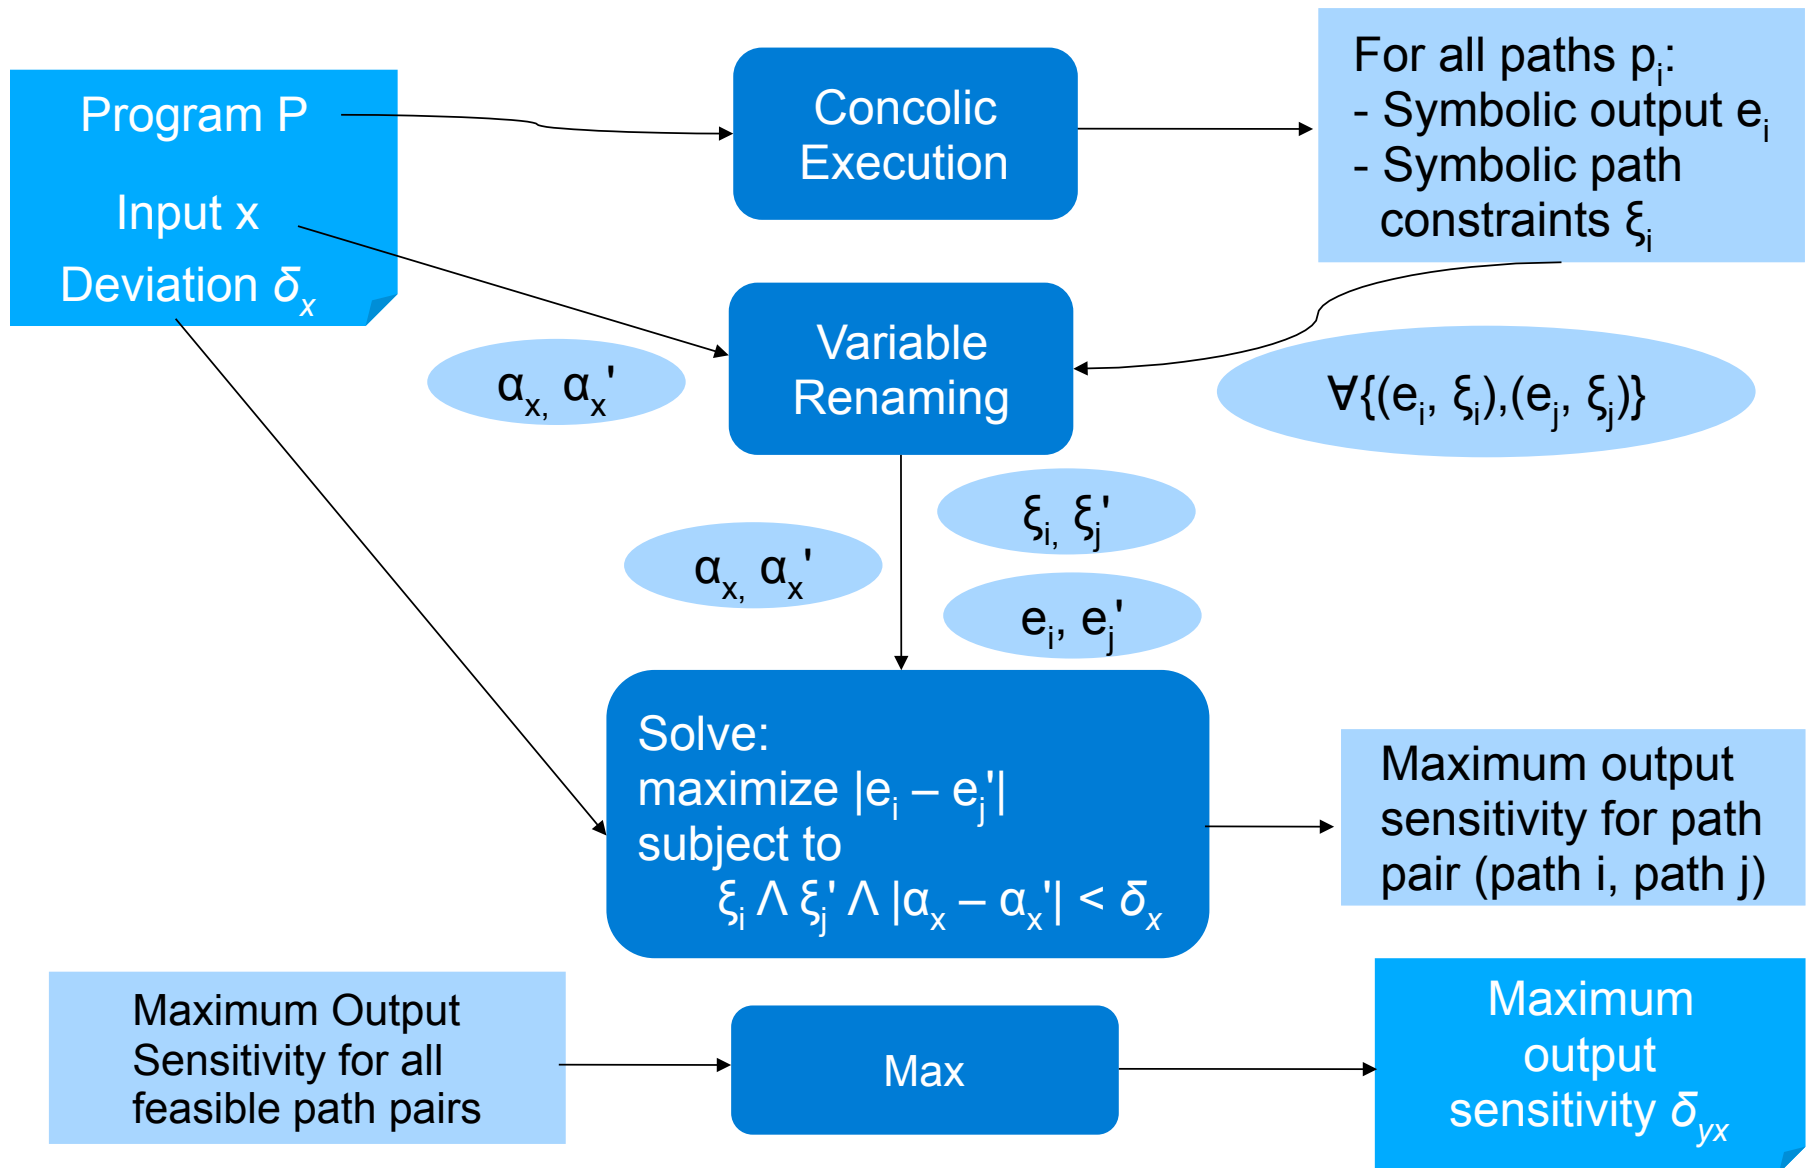 Program P
Input x
Deviation δx
Concolic
Execution
For all paths pi:
- Symbolic output ei
- Symbolic path
constraints ξi
Variable
Renaming
αx, αx'
∀{(ei, ξi),(ej, ξj)}
ξi, ξj'
αx, αx'
ei, ej'
Solve:
maximize |ei – ej'|
subject to
ξi Λ ξj' Λ |αx – αx'| < δx
Maximum output
sensitivity for path
pair (path i, path j)
Maximum Output
Sensitivity for all
feasible path pairs
Max
Maximum
output
sensitivity δyx